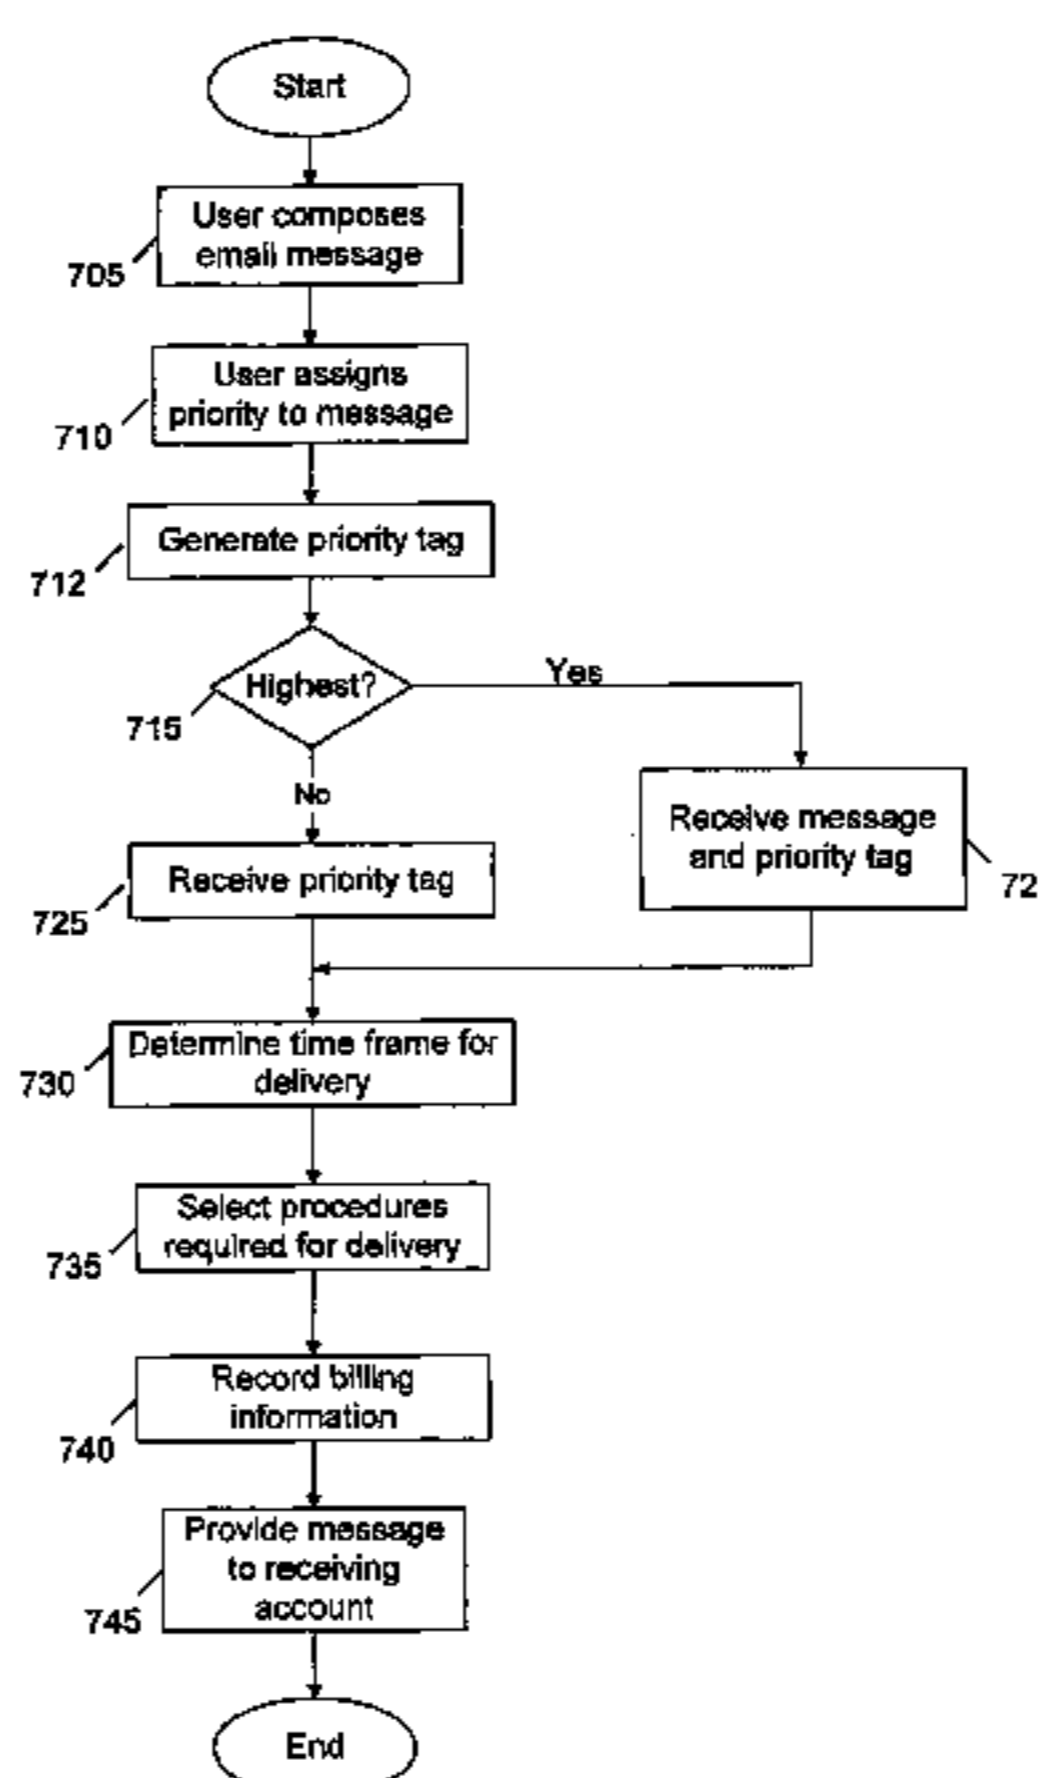 Start
User composes
email message
705
User assigns
priority to message
710
Generate priority tag
712
Highest?
715
Yes
No
Receive message
and priority tag
72
Receive priority tag
725
Determine time frame for
delivery
730
Select procedures
required for delivery
735
Record billing
information
740
Provide message
to receiving
account
745
End